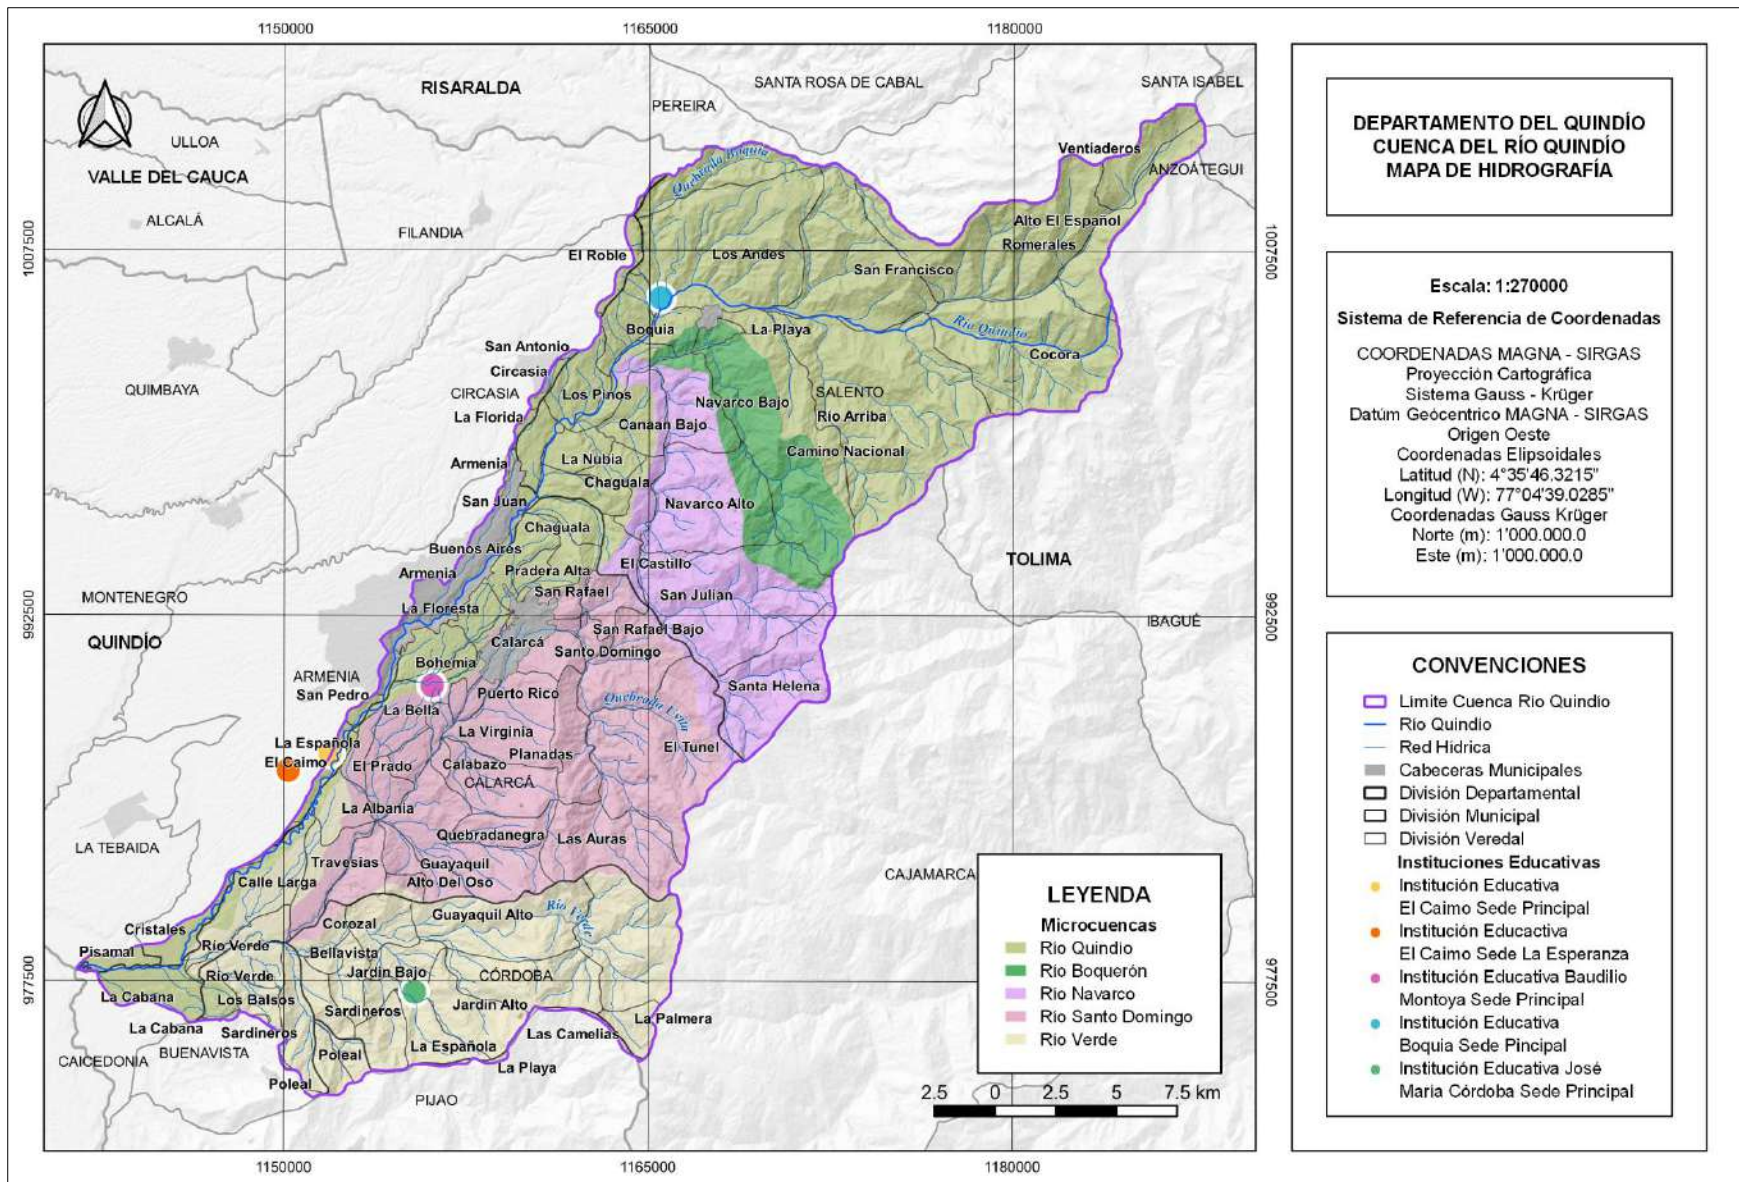 1150000
1165000
1180000
RISARALDA
SANTA ROSA DE CABAL
SANTA ISABEL
PEREIRA
ULLOA
Ventiaderos
Quebrada Boquia
ANZOÁTEGUI
VALLE DEL CAUCA
ALCALÁ
Alto El Español
FILANDIA
Romerales
1007500
1007500
El Roble
Los Andes
San Francisco
Boquia
La Playa
Río Quindío
Cocora
San Antonio
Circasia
QUIMBAYA
CIRCASIA
Los Pinos
SALENTO
Navarco Bajo
La Florida
Río Arriba
Canaan Bajo
Camino Nacional
Armenia
La Nubia
Chaguala
San Juan
Navarco Alto
Chaguala
Buenos Aires
TOLIMA
Armenia
Pradera Alta
El Castillo
San Rafael
San Julian
MONTENEGRO
La Floresta
992500
992500
IBAGUÉ
San Rafael Bajo
QUINDÍO
Calarcá
Santo Domingo
Bohemia
ARMENIA
San Pedro
Puerto Rico
Santa Helena
La Bella
Quebrada Uvila
La Virginia
La Española
Planadas
El Tunel
El Caimo
El Prado
Calabazo
CALARCÁ
La Albania
Quebradanegra
Las Auras
LA TEBAIDA
Travesias
Guayaquil
CAJAMARCA
Calle Larga
Alto Del Oso
Río Verde
Guayaquil Alto
Cristales
Corozal
Pisamal
Río Verde
Bellavista
Jardin Bajo
CÓRDOBA
977500
977500
Río Verde
La Cabana
Los Balsos
Sardineros
Jardin Alto
La Palmera
La Cabana
Sardineros
Las Camelias
BUENAVISTA
La Española
CAICEDONIA
Poleal
La Playa
Poleal
PIJAO
LEYENDA
Microcuencas
Río Quindio
Río Boquerón
Río Navarco
Río Santo Domingo
Río Verde
2.5 0 2.5 5 7.5 km
1150000
1165000
1180000
DEPARTAMENTO DEL QUINDÍO
CUENCA DEL RÍO QUINDÍO
MAPA DE HIDROGRAFÍA
Escala: 1:270000
Sistema de Referencia de Coordenadas
COORDENADAS MAGNA - SIRGAS
Proyección Cartográfica
Sistema Gauss - Krüger
Datúm Geócentrico MAGNA - SIRGAS
Origen Oeste
Coordenadas Elipsoidales
Latitud (N): 4°35'46.3215"
Longitud (W): 77°04'39.0285"
Coordenadas Gauss Krüger
Norte (m): 1'000.000.0
Este (m): 1'000.000.0
CONVENCIONES
Limite Cuenca Río Quindío
Río Quindio
Red Hidrica
Cabeceras Municipales
División Departamental
División Municipal
División Veredal
Instituciones Educativas
Institución Educativa
El Caimo Sede Principal
Institución Educactiva
El Caimo Sede La Esperanza
Institución Educativa Baudilio
Montoya Sede Principal
Institución Educativa
Boquia Sede Pincipal
Institución Educativa José
María Córdoba Sede Principal